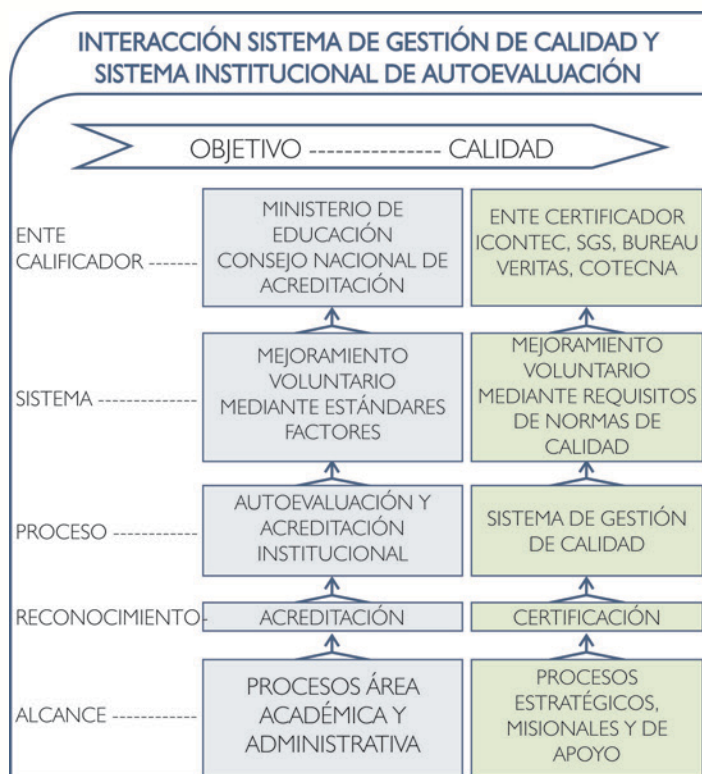 INTERACCIÓN SISTEMA DE GESTIÓN DE CALIDAD Y
SISTEMA INSTITUCIONAL DE AUTOEVALUACIÓN
OBJETIVO -------------- CALIDAD
ENTE
CALIFICADOR -------
MINISTERIO DE
EDUCACIÓN
CONSEJO NACIONAL DE
ACREDITACIÓN
ENTE CERTIFICADOR
ICONTEC, SGS, BUREAU
VERITAS, COTECNA
SISTEMA -----------
MEJORAMIENTO
VOLUNTARIO
MEDIANTE ESTÁNDARES
FACTORES
MEJORAMIENTO
VOLUNTARIO
MEDIANTE REQUISITOS
DE NORMAS DE
CALIDAD
PROCESO -----------
AUTOEVALUACIÓN Y
ACREDITACIÓN
INSTITUCIONAL
SISTEMA DE GESTIÓN
DE CALIDAD
RECONOCIMIENTO-
ACREDITACIÓN
CERTIFICACIÓN
ALCANCE -----------
PROCESOS ÁREA
ACADÉMICA Y
ADMINISTRATIVA
PROCESOS
ESTRATÉGICOS,
MISIONALES Y DE
APOYO